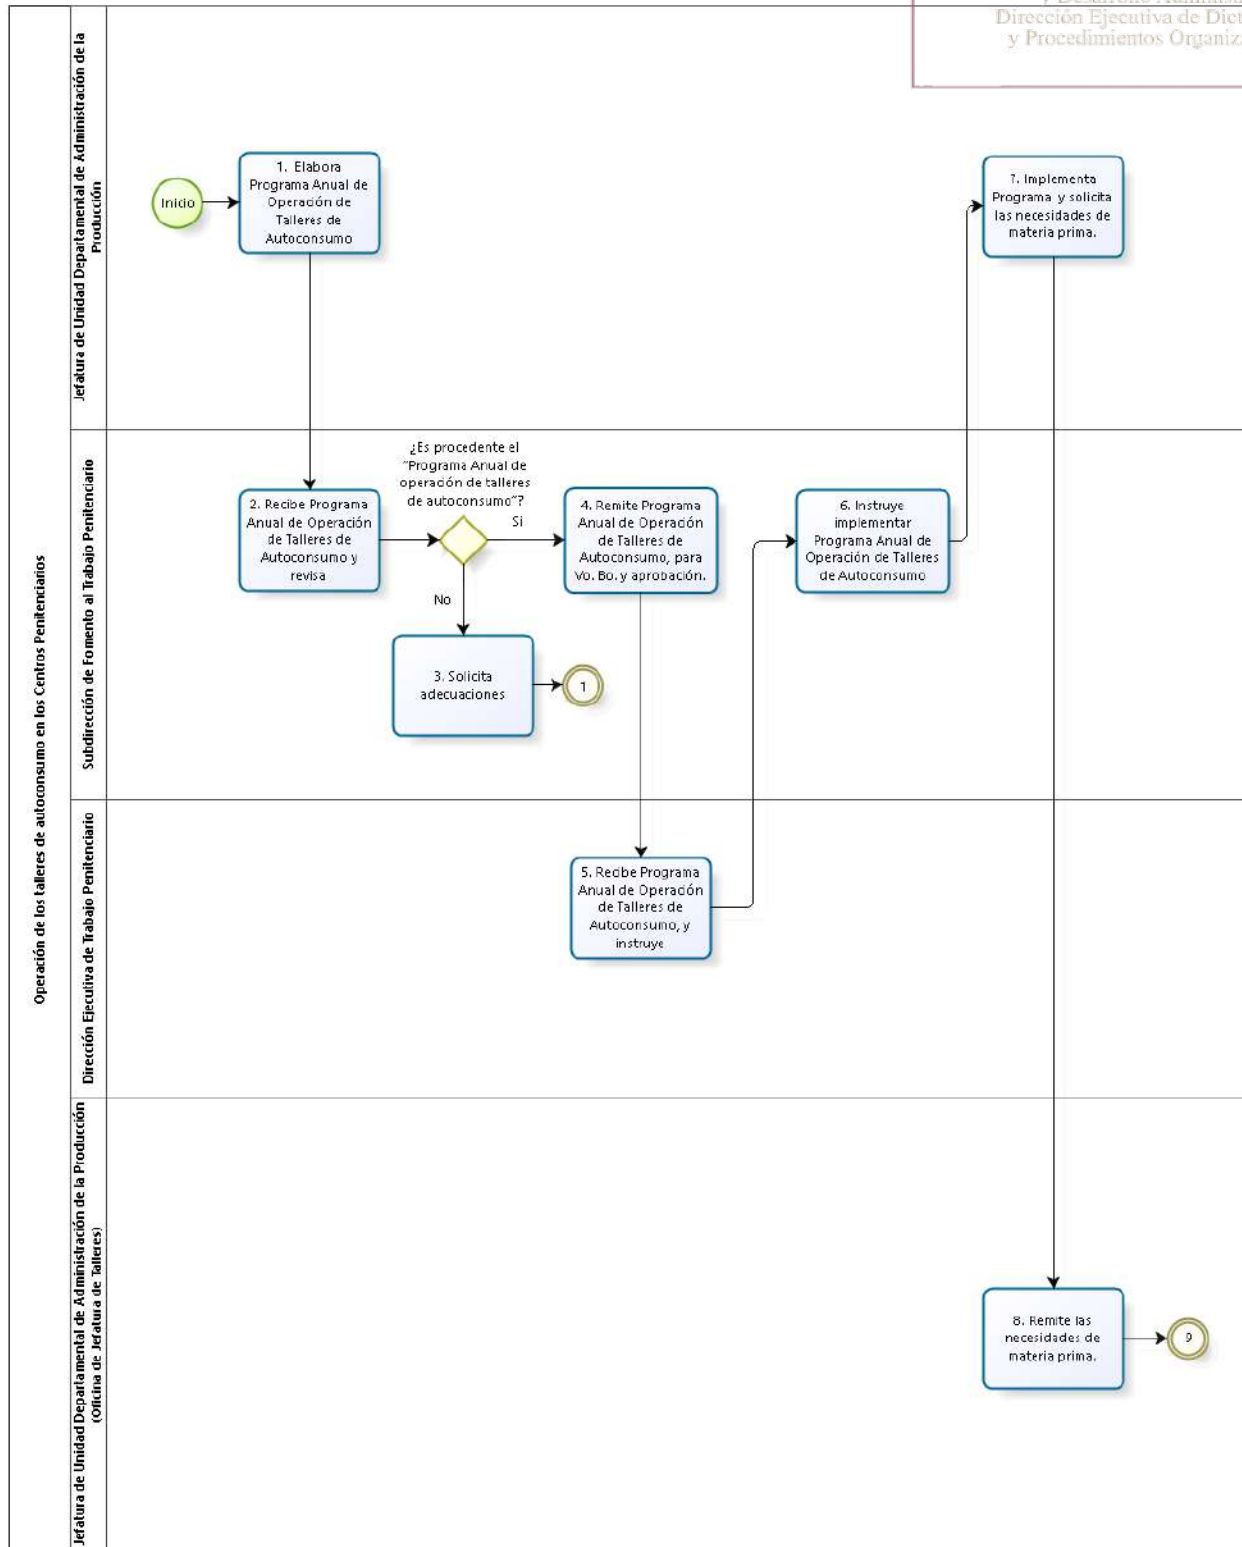 Dirección Ejecutiva de
y Procedimientos
Operación de los talleres de autoconsumo en los Centros Penitenciarios
Jefatura de Unidad Departamental de Administración de la
Producción
Inicio
1. Elabora
Programa Anual de
Operación de
Talleres de
Autoconsumo
7. Implementa
Programa y solicita
las necesidades de
materia prima.
Subdirección de Fomento al Trabajo Penitenciario
2. Recibe Programa
Anual de Operación
de Talleres de
Autoconsumo y
revisa
¿Es procedente el
"Programa Anual de
operación de talleres
de autoconsumo"?
Si
No
3. Solicita
adecuaciones
1
4. Remite Programa
Anual de Operación
de Talleres de
Autoconsumo, para
Vo. Bo. y aprobación.
6. Instruye
implementar
Programa Anual de
Operación de Talleres
de Autoconsumo
Dirección Ejecutiva de Trabajo Penitenciario
5. Recibe Programa
Anual de Operación
de Talleres de
Autoconsumo, y
instruye
Jefatura de Unidad Departamental de Administración de la Producción
(Oficina de Jefatura de Talleres)
8. Remite las
necesidades de
materia prima.
9